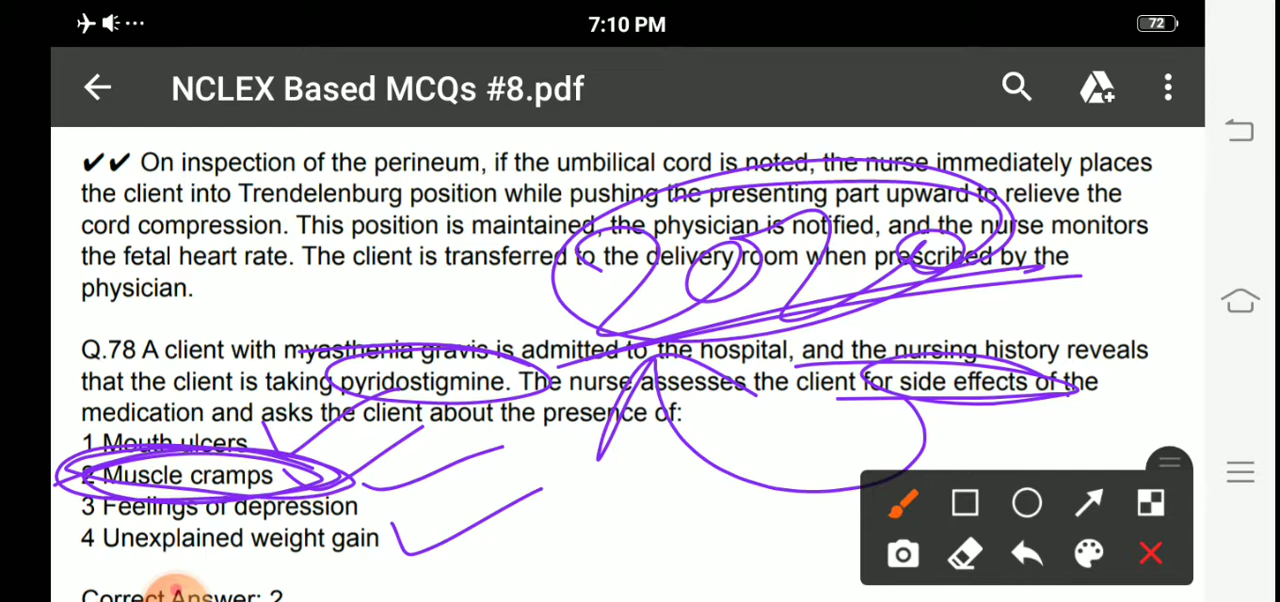 7:10 PM
72
NCLEX Based MCQs #8.pdf
✔✔ On inspection of the perineum, if the umbilical cord is noted, the nurse immediately places
the client into Trendelenburg position while pushing the presenting part upward to relieve the
cord compression. This position is maintained, the physician is notified, and the nurse monitors
the fetal heart rate. The client is transferred to the delivery room when prescribed by the
physician.
Q.78 A client with myasthenia gravis is admitted to the hospital, and the nursing history reveals
that the client is taking pyridostigmine. The nurse assesses the client for side effects of the
medication and asks the client about the presence of:
1 Mouth ulcers
2 Muscle cramps
3 Feelings of depression
4 Unexplained weight gain
Correct Answer: 2